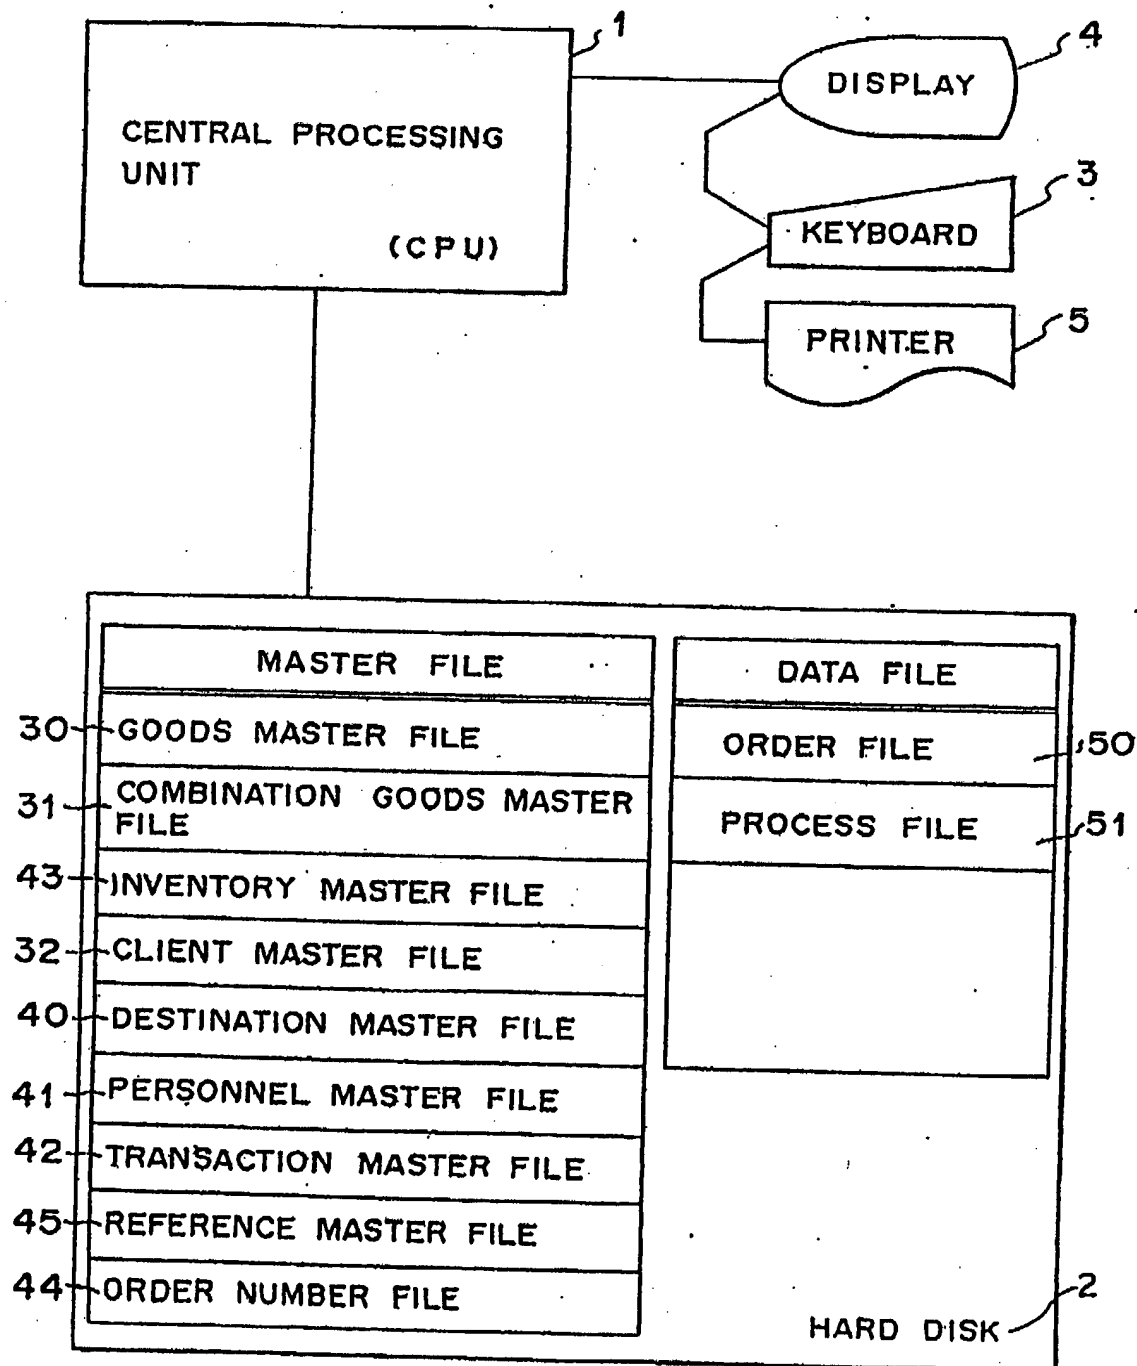 1
CENTRAL PROCESSING
UNIT
(CPU)
4
DISPLAY
3
KEYBOARD
5
PRINTER
MASTER FILE
30 GOODS MASTER FILE
31 COMBINATION GOODS MASTER
FILE
43 INVENTORY MASTER FILE
32 CLIENT MASTER FILE
40 DESTINATION MASTER FILE
41 PERSONNEL MASTER FILE
42 TRANSACTION MASTER FILE
45 REFERENCE MASTER FILE
44 ORDER NUMBER FILE
DATA FILE
ORDER FILE 50
PROCESS FILE 51
HARD DISK 2